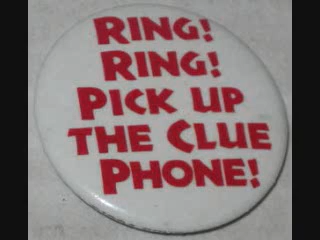 RING!
RING!
PICK UP
THE CLUE
PHONE!